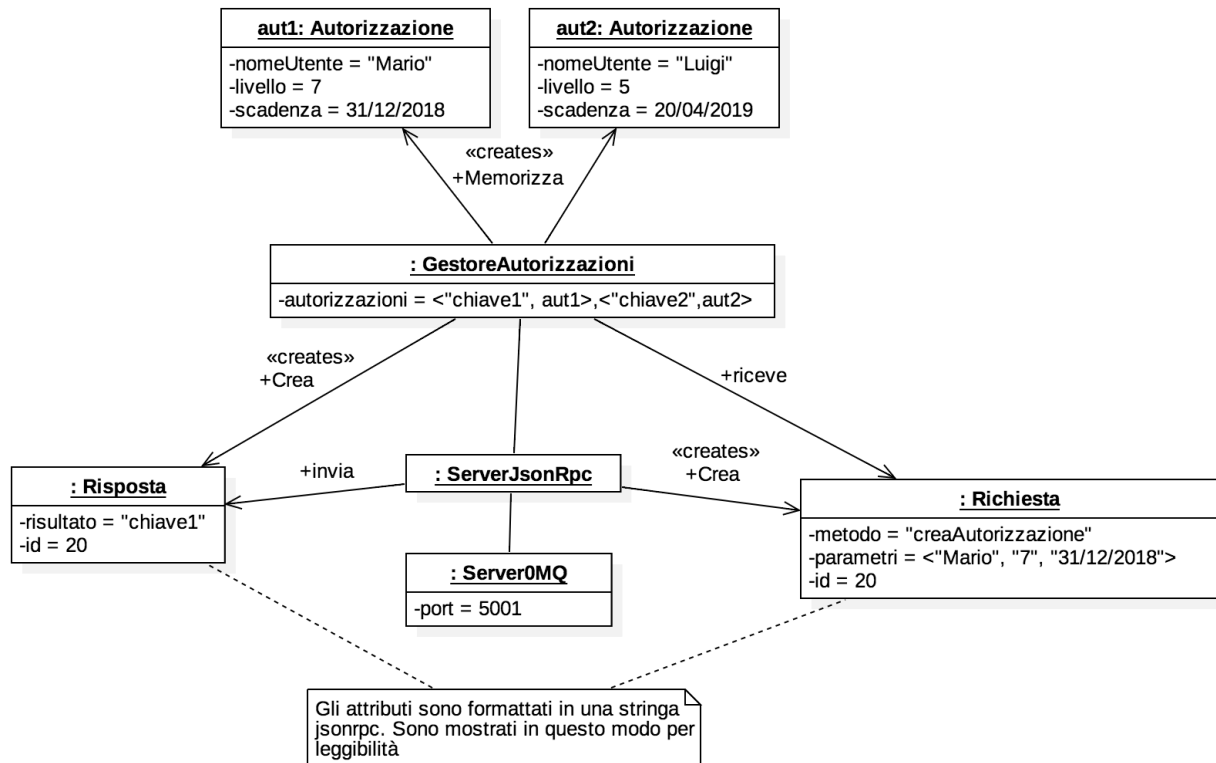 aut1: Autorizzazione
-nomeUtente = "Mario"
-livello = 7
-scadenza = 31/12/2018
aut2: Autorizzazione
-nomeUtente = "Luigi"
-livello = 5
-scadenza = 20/04/2019
«creates»
+Memorizza
: GestoreAutorizzazioni
-autorizzazioni = <"chiave1", aut1>,<"chiave2",aut2>
«creates»
+Crea
+riceve
+invia
«creates»
+Crea
: Risposta
-risultato = "chiave1"
-id = 20
: ServerJsonRpc
: Richiesta
-metodo = "creaAutorizzazione"
-parametri = <"Mario", "7", "31/12/2018">
-id = 20
: Server0MQ
-port = 5001
Gli attributi sono formattati in una stringa
jsonrpc. Sono mostrati in questo modo per
leggibilità